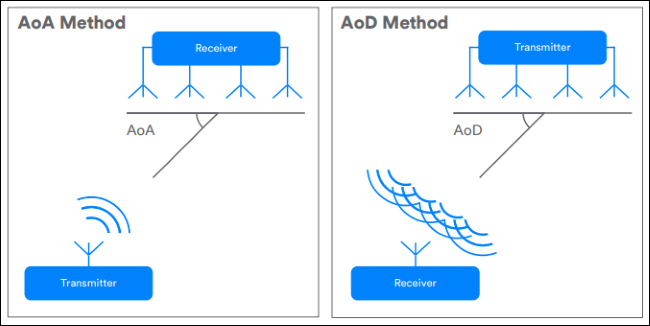 AoA Method
Receiver
AoA
Transmitter
AoD Method
Transmitter
AoD
Receiver